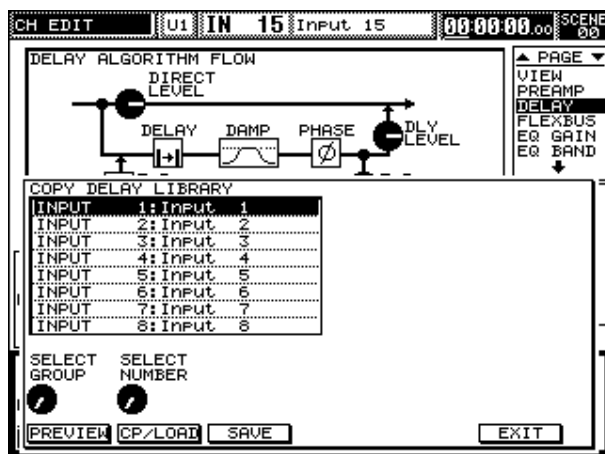 CH EDIT U1 IN 15 Input 15 00:00:00.00 SCENE 00
DELAY ALGORITHM FLOW
DIRECT LEVEL
DELAY DAMP PHASE DLY LEVEL
▲ PAGE ▼
VIEW
PREAMP
DELAY
FLEXBUS
EQ GAIN
EQ BAND
COPY DELAY LIBRARY
INPUT 1:Input 1
INPUT 2:Input 2
INPUT 3:Input 3
INPUT 4:Input 4
INPUT 5:Input 5
INPUT 6:Input 6
INPUT 7:Input 7
INPUT 8:Input 8
SELECT GROUP
SELECT NUMBER
PREVIEW CP/LOAD SAVE EXIT